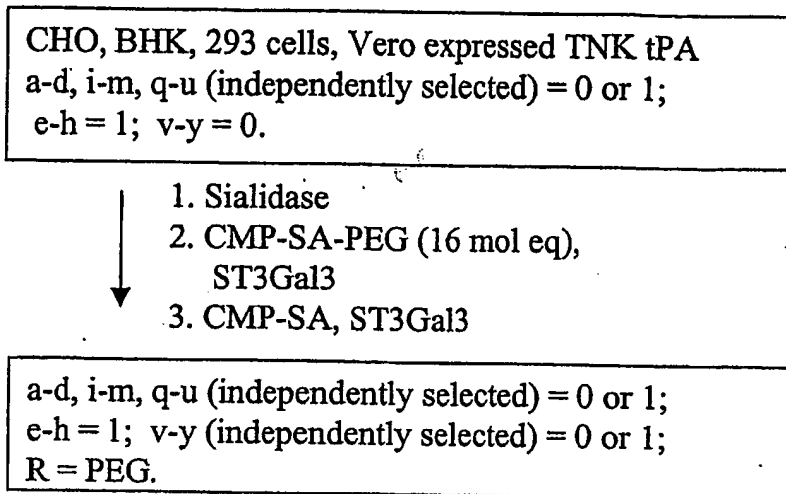 CHO, BHK, 293 cells, Vero expressed TNK tPA
a-d, i-m, q-u (independently selected) = 0 or 1;
e-h = 1; v-y = 0.
1. Sialidase
2. CMP-SA-PEG (16 mol eq),
ST3Gal3
3. CMP-SA, ST3Gal3
a-d, i-m, q-u (independently selected) = 0 or 1;
e-h = 1; v-y (independently selected) = 0 or 1;
R = PEG.